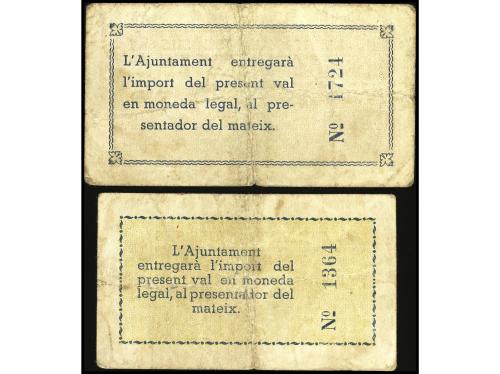 L'Ajuntament entregarà
l'import del present val
en moneda legal, al pre-
sentador del mateix.
Nº 1724
L'Ajuntament
entregarà l'import del
present val en moneda
legal, al presentador del
mateix.
Nº 1364